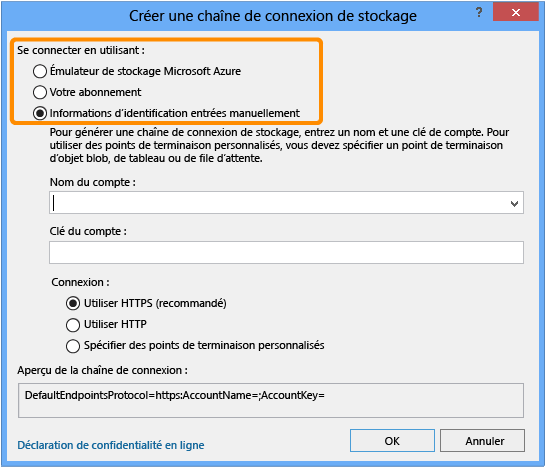 Créer une chaîne de connexion de stockage
?
Se connecter en utilisant :
Émulateur de stockage Microsoft Azure
Votre abonnement
Informations d'identification entrées manuellement
Pour générer une chaîne de connexion de stockage, entrez un nom et une clé de compte. Pour
utiliser des points de terminaison personnalisés, vous devez spécifier un point de terminaison
d'objet blob, de tableau ou de file d'attente.
Nom du compte :
Clé du compte :
Connexion :
Utiliser HTTPS (recommandé)
Utiliser HTTP
Spécifier des points de terminaison personnalisés
Aperçu de la chaîne de connexion :
DefaultEndpointsProtocol=https:AccountName=;AccountKey=
Déclaration de confidentialité en ligne
OK
Annuler